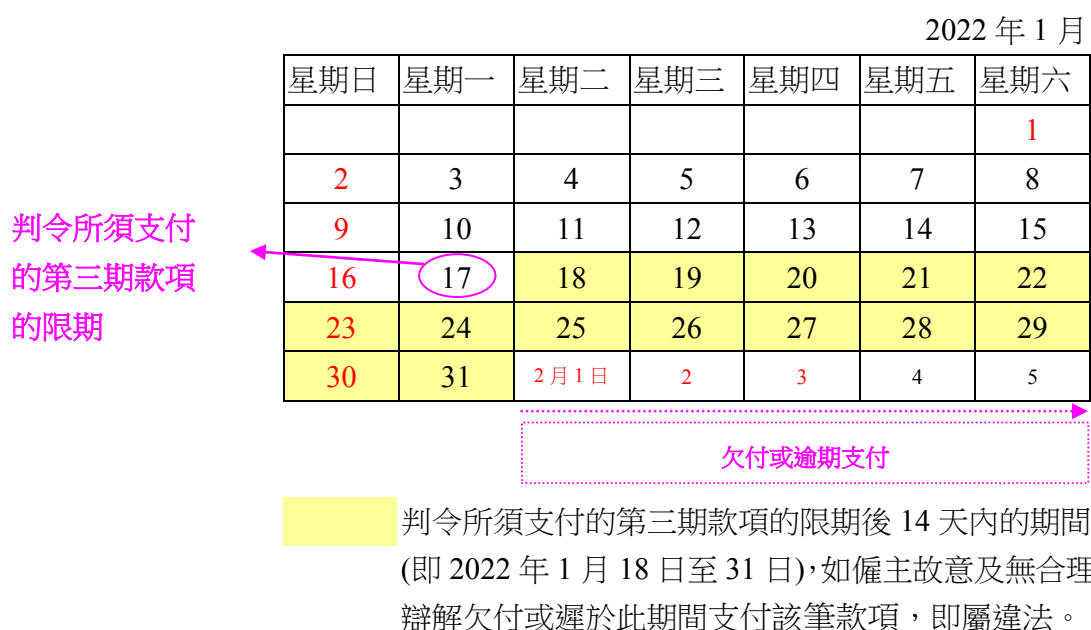 2022 年 1 月
星期日 星期一 星期二 星期三 星期四 星期五 星期六
1
2 3 4 5 6 7 8
9 10 11 12 13 14 15
16 17 18 19 20 21 22
23 24 25 26 27 28 29
30 31 2 月 1 日 2 3 4 5
判令所須支付
的第三期款項
的限期
欠付或逾期支付
判令所須支付的第三期款項的限期後 14 天內的期間
(即 2022 年 1 月 18 日至 31 日)，如僱主故意及無合理
辯解欠付或遲於此期間支付該筆款項，即屬違法。